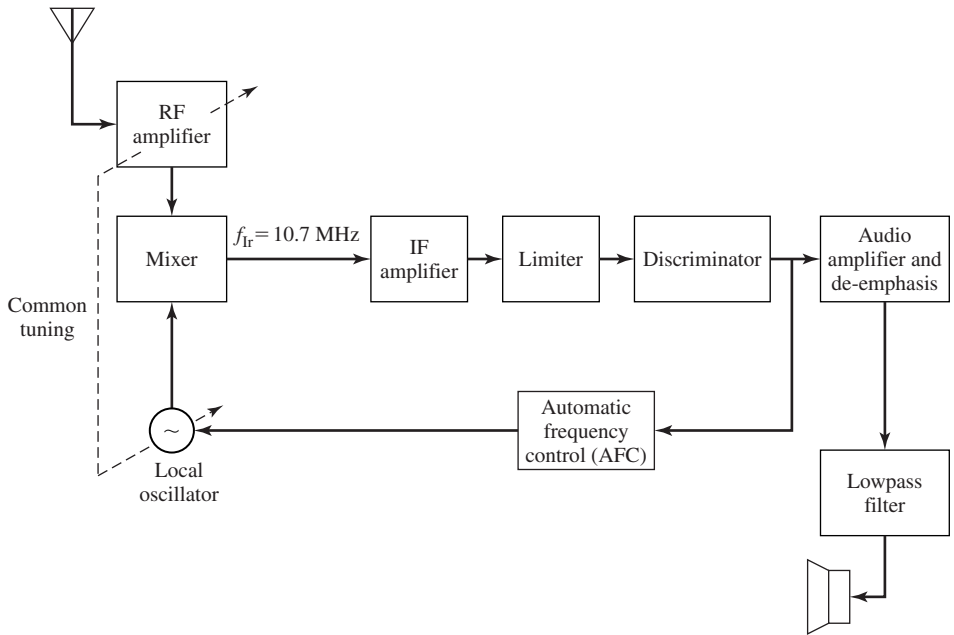 RF
amplifier
Mixer
f_Ir = 10.7 MHz
IF
amplifier
Limiter
Discriminator
Audio
amplifier and
de-emphasis
Common
tuning
~
Local
oscillator
Automatic
frequency
control (AFC)
Lowpass
filter